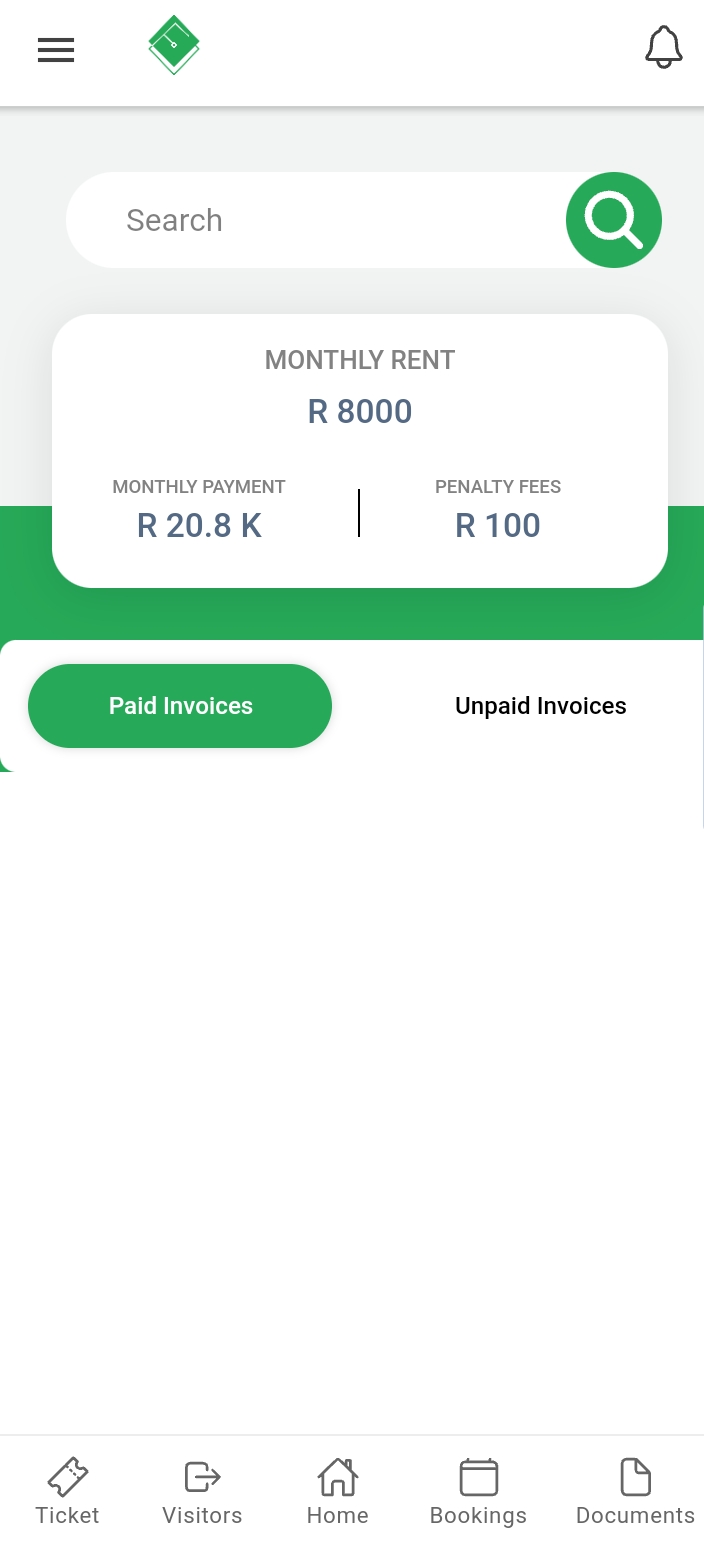 Search
MONTHLY RENT
R 8000
MONTHLY PAYMENT
R 20.8 K
PENALTY FEES
R 100
Paid Invoices
Unpaid Invoices
Ticket
Visitors
Home
Bookings
Documents